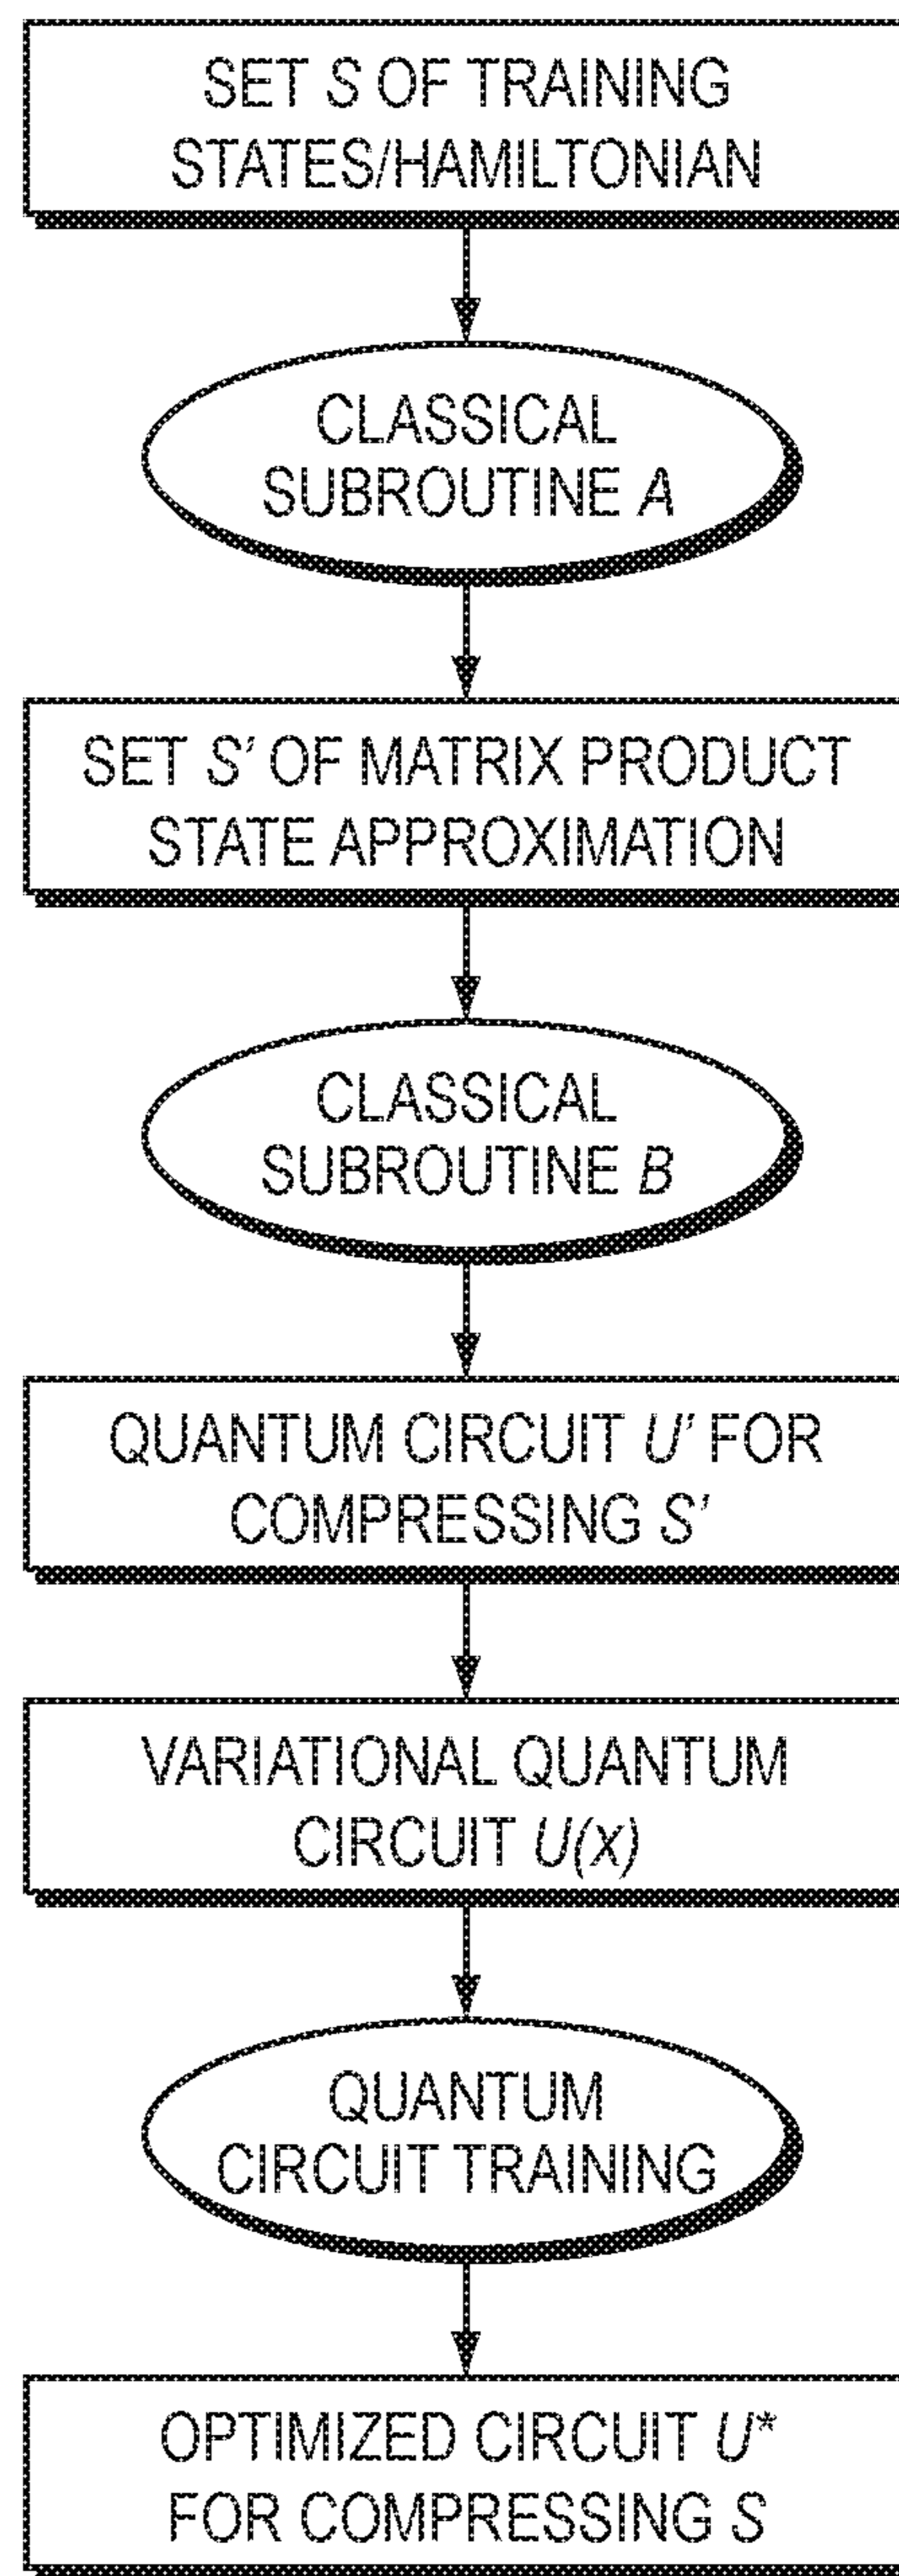 SET S OF TRAINING
STATES/HAMILTONIAN
CLASSICAL
SUBROUTINE A
SET S' OF MATRIX PRODUCT
STATE APPROXIMATION
CLASSICAL
SUBROUTINE B
QUANTUM CIRCUIT U' FOR
COMPRESSING S'
VARIATIONAL QUANTUM
CIRCUIT U(x)
QUANTUM
CIRCUIT TRAINING
OPTIMIZED CIRCUIT U*
FOR COMPRESSING S